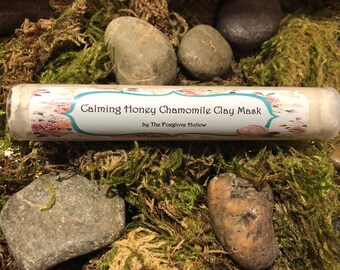 Calming Honey Chamomile Clay Mask
by The Foxglove Hollow